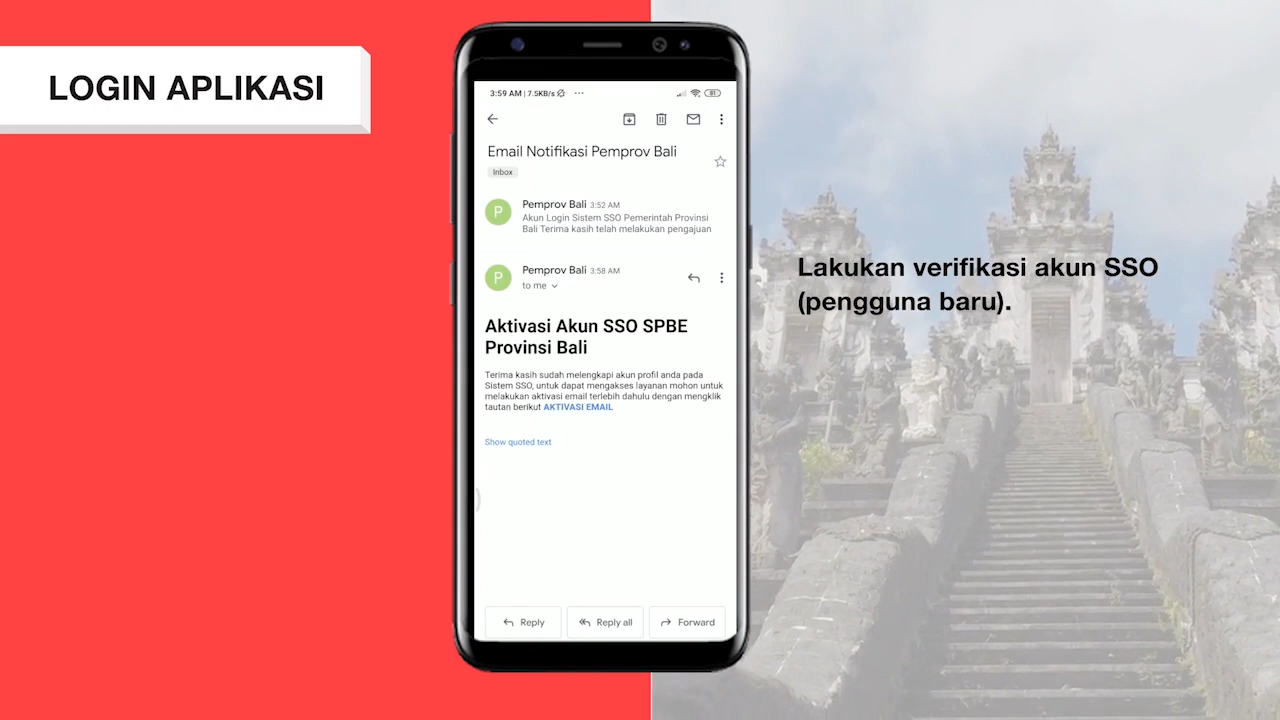 LOGIN APLIKASI
3:59 AM | 7.5KB/s
81
Email Notifikasi Pemprov Bali
Inbox
P
Pemprov Bali 3:52 AM
Akun Login Sistem SSO Pemerintah Provinsi
Bali Terima kasih telah melakukan pengajuan
P
Pemprov Bali 3:58 AM
to me
Aktivasi Akun SSO SPBE
Provinsi Bali
Terima kasih sudah melengkapi akun profil anda pada
Sistem SSO, untuk dapat mengakses layanan mohon untuk
melakukan aktivasi email terlebih dahulu dengan mengklik
tautan berikut AKTIVASI EMAIL
Show quoted text
Reply
Reply all
Forward
Lakukan verifikasi akun SSO
(pengguna baru).